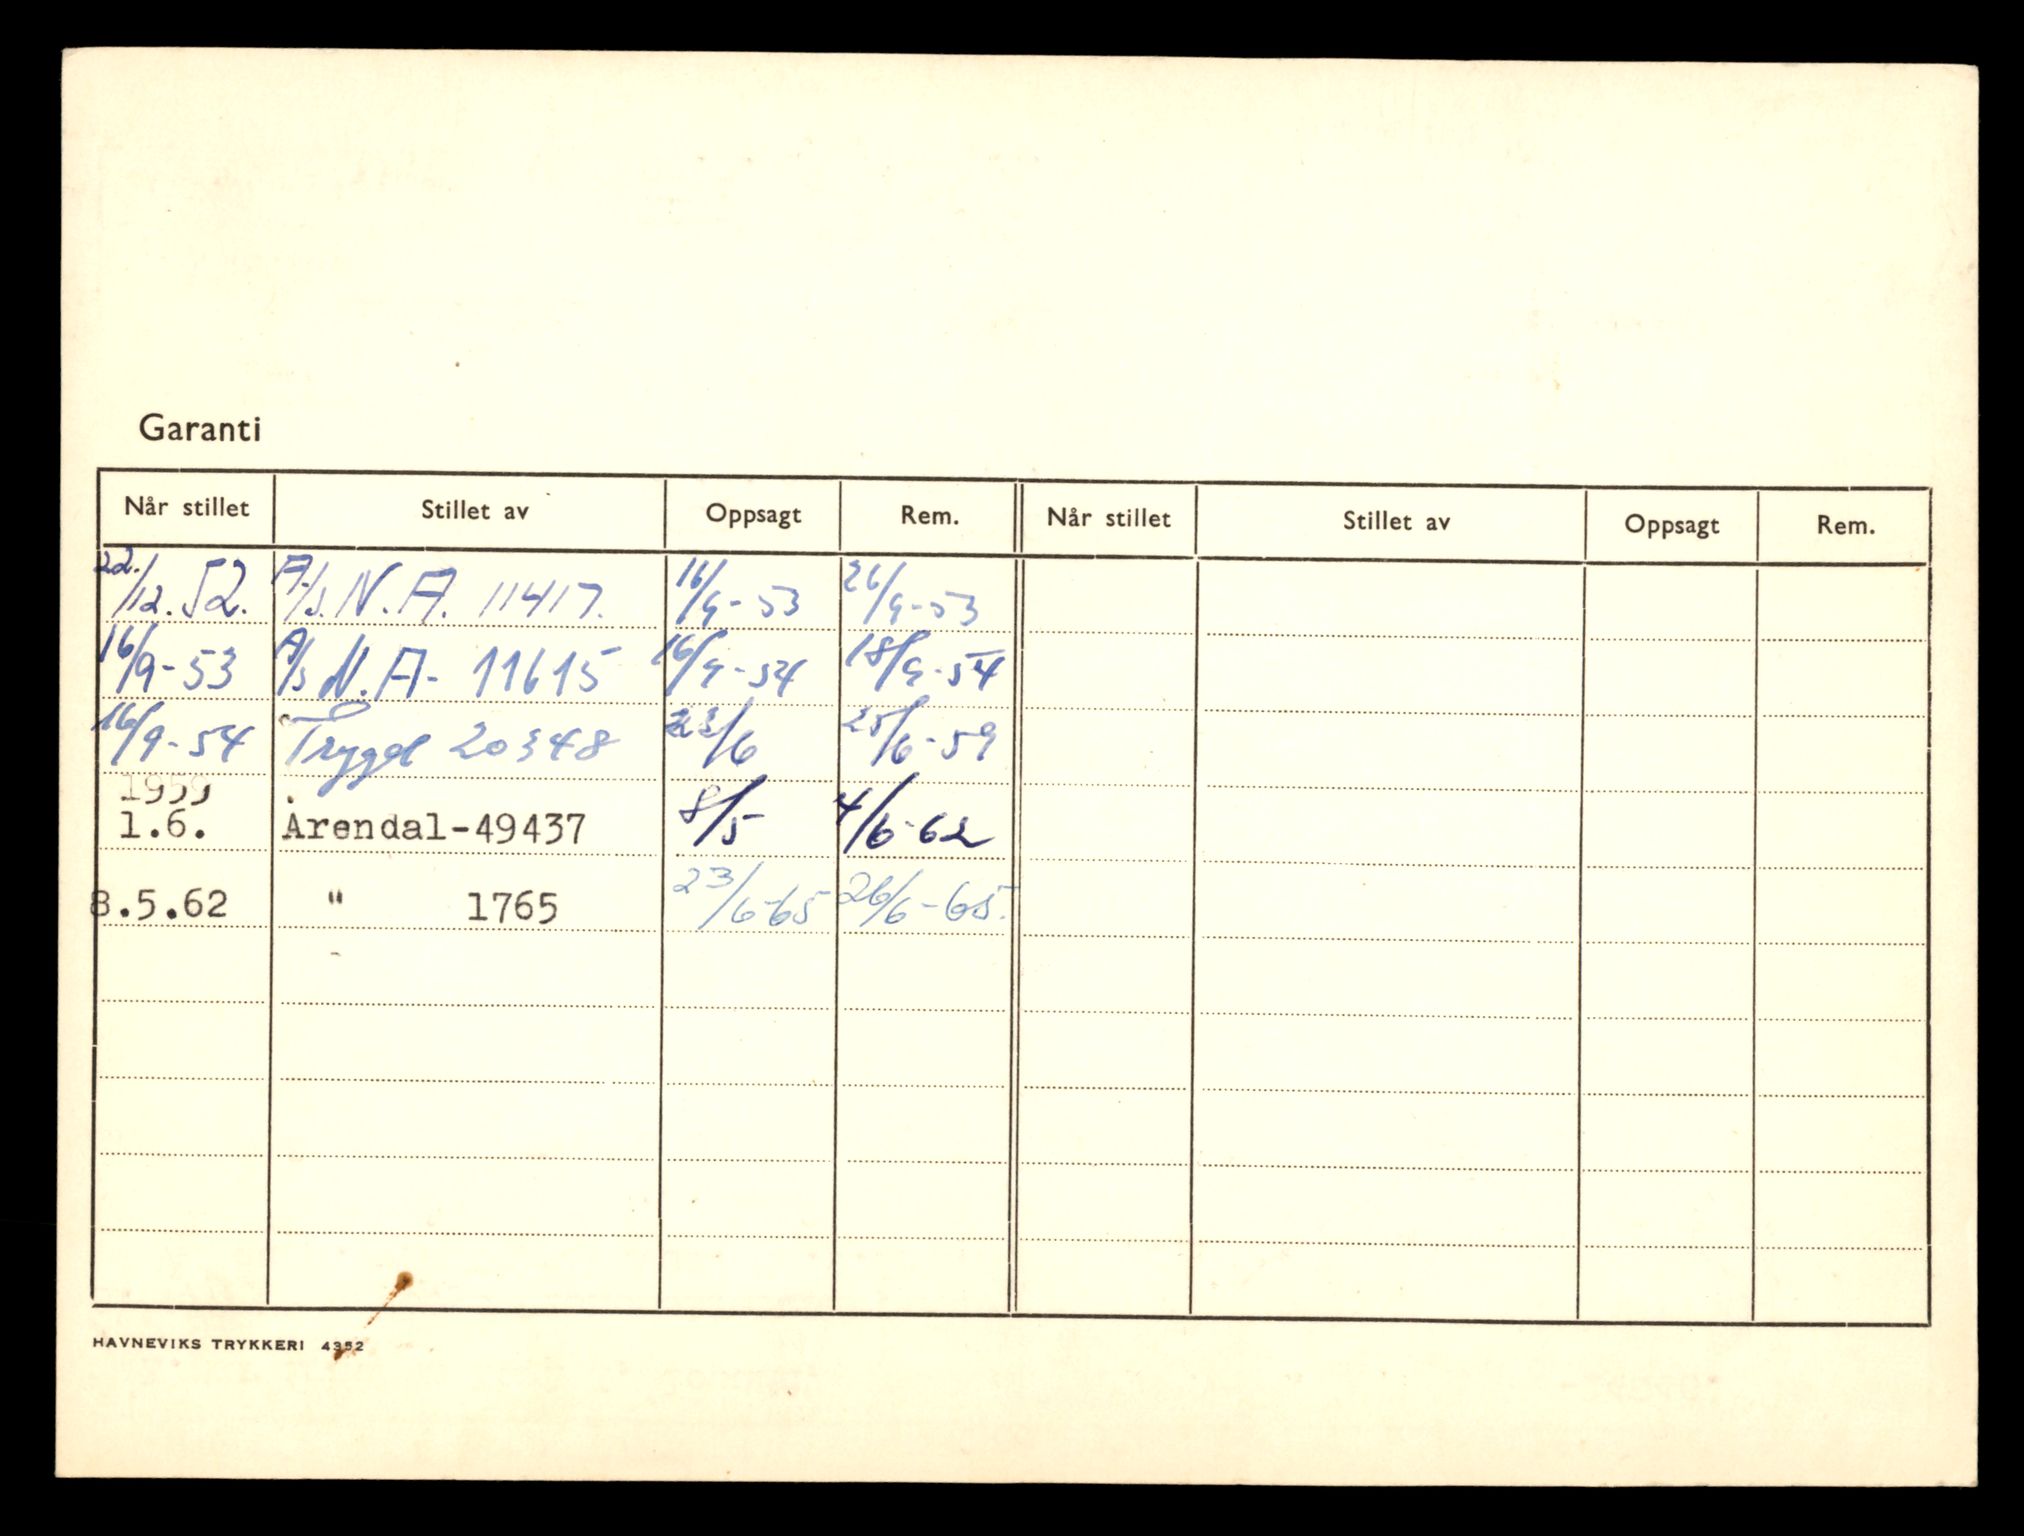 Garanti
Når stillet Stillet av Oppsagt Rem. Når stillet Stillet av Oppsagt Rem.
22./12. 52. A/S. N. A. 11417. 16/9-53 26/9-53
16/9-53 A/S N.A- 11615 16/9-54 18/9-54
16/9-54 Trygd 20348 23/6 25/6-59
1959
1.6. Arendal-49437 8/5 4/6-62
8.5.62 " 1765 23/6-65 26/6-65.
HAVNEVIKS TRYKKERI 4352